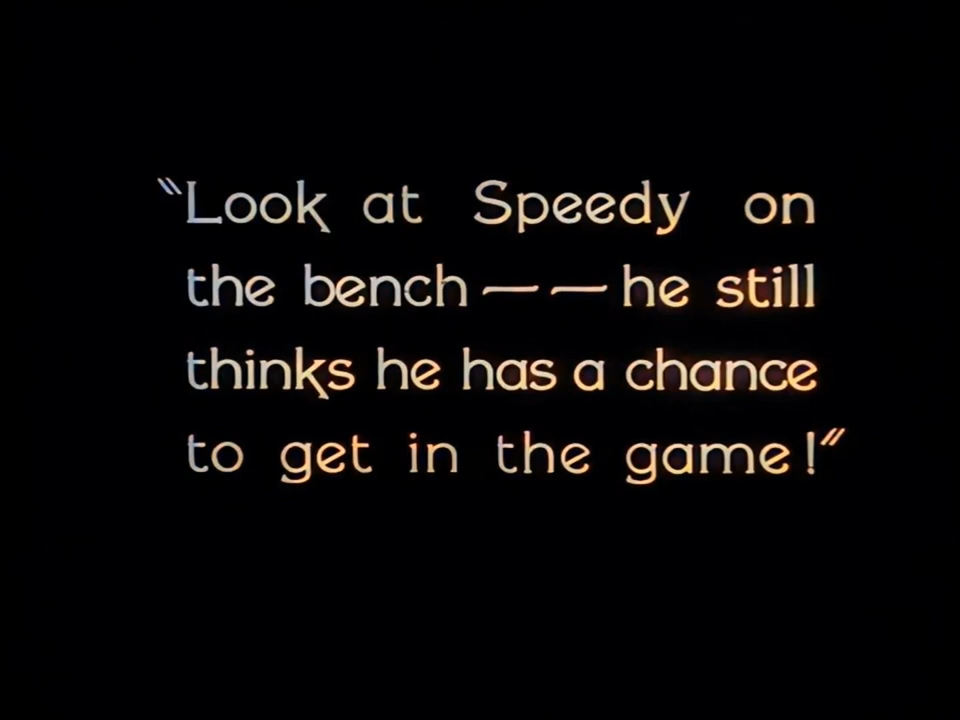 "Look at Speedy on
the bench — — he still
thinks he has a chance
to get in the game!"